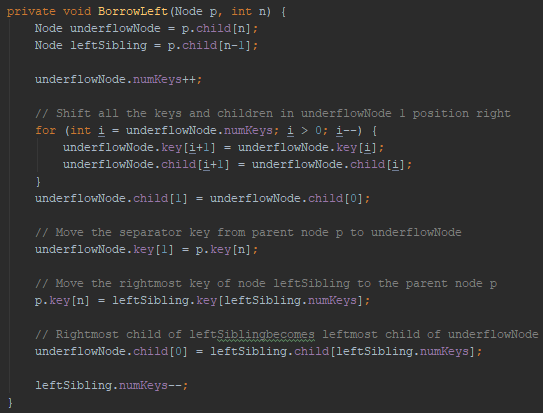 private void BorrowLeft(Node p, int n) {
    Node underflowNode = p.child[n];
    Node leftSibling = p.child[n-1];
    underflowNode.numKeys++;
    // Shift all the keys and children in underflowNode 1 position right
    for (int i = underflowNode.numKeys; i > 0; i--) {
        underflowNode.key[i+1] = underflowNode.key[i];
        underflowNode.child[i+1] = underflowNode.child[i];
    }
    underflowNode.child[1] = underflowNode.child[0];
    // Move the separator key from parent node p to underflowNode
    underflowNode.key[1] = p.key[n];
    // Move the rightmost key of node leftSibling to the parent node p
    p.key[n] = leftSibling.key[leftSibling.numKeys];
    // Rightmost child of leftSiblingbecomes leftmost child of underflowNode
    underflowNode.child[0] = leftSibling.child[leftSibling.numKeys];
    leftSibling.numKeys--;
}